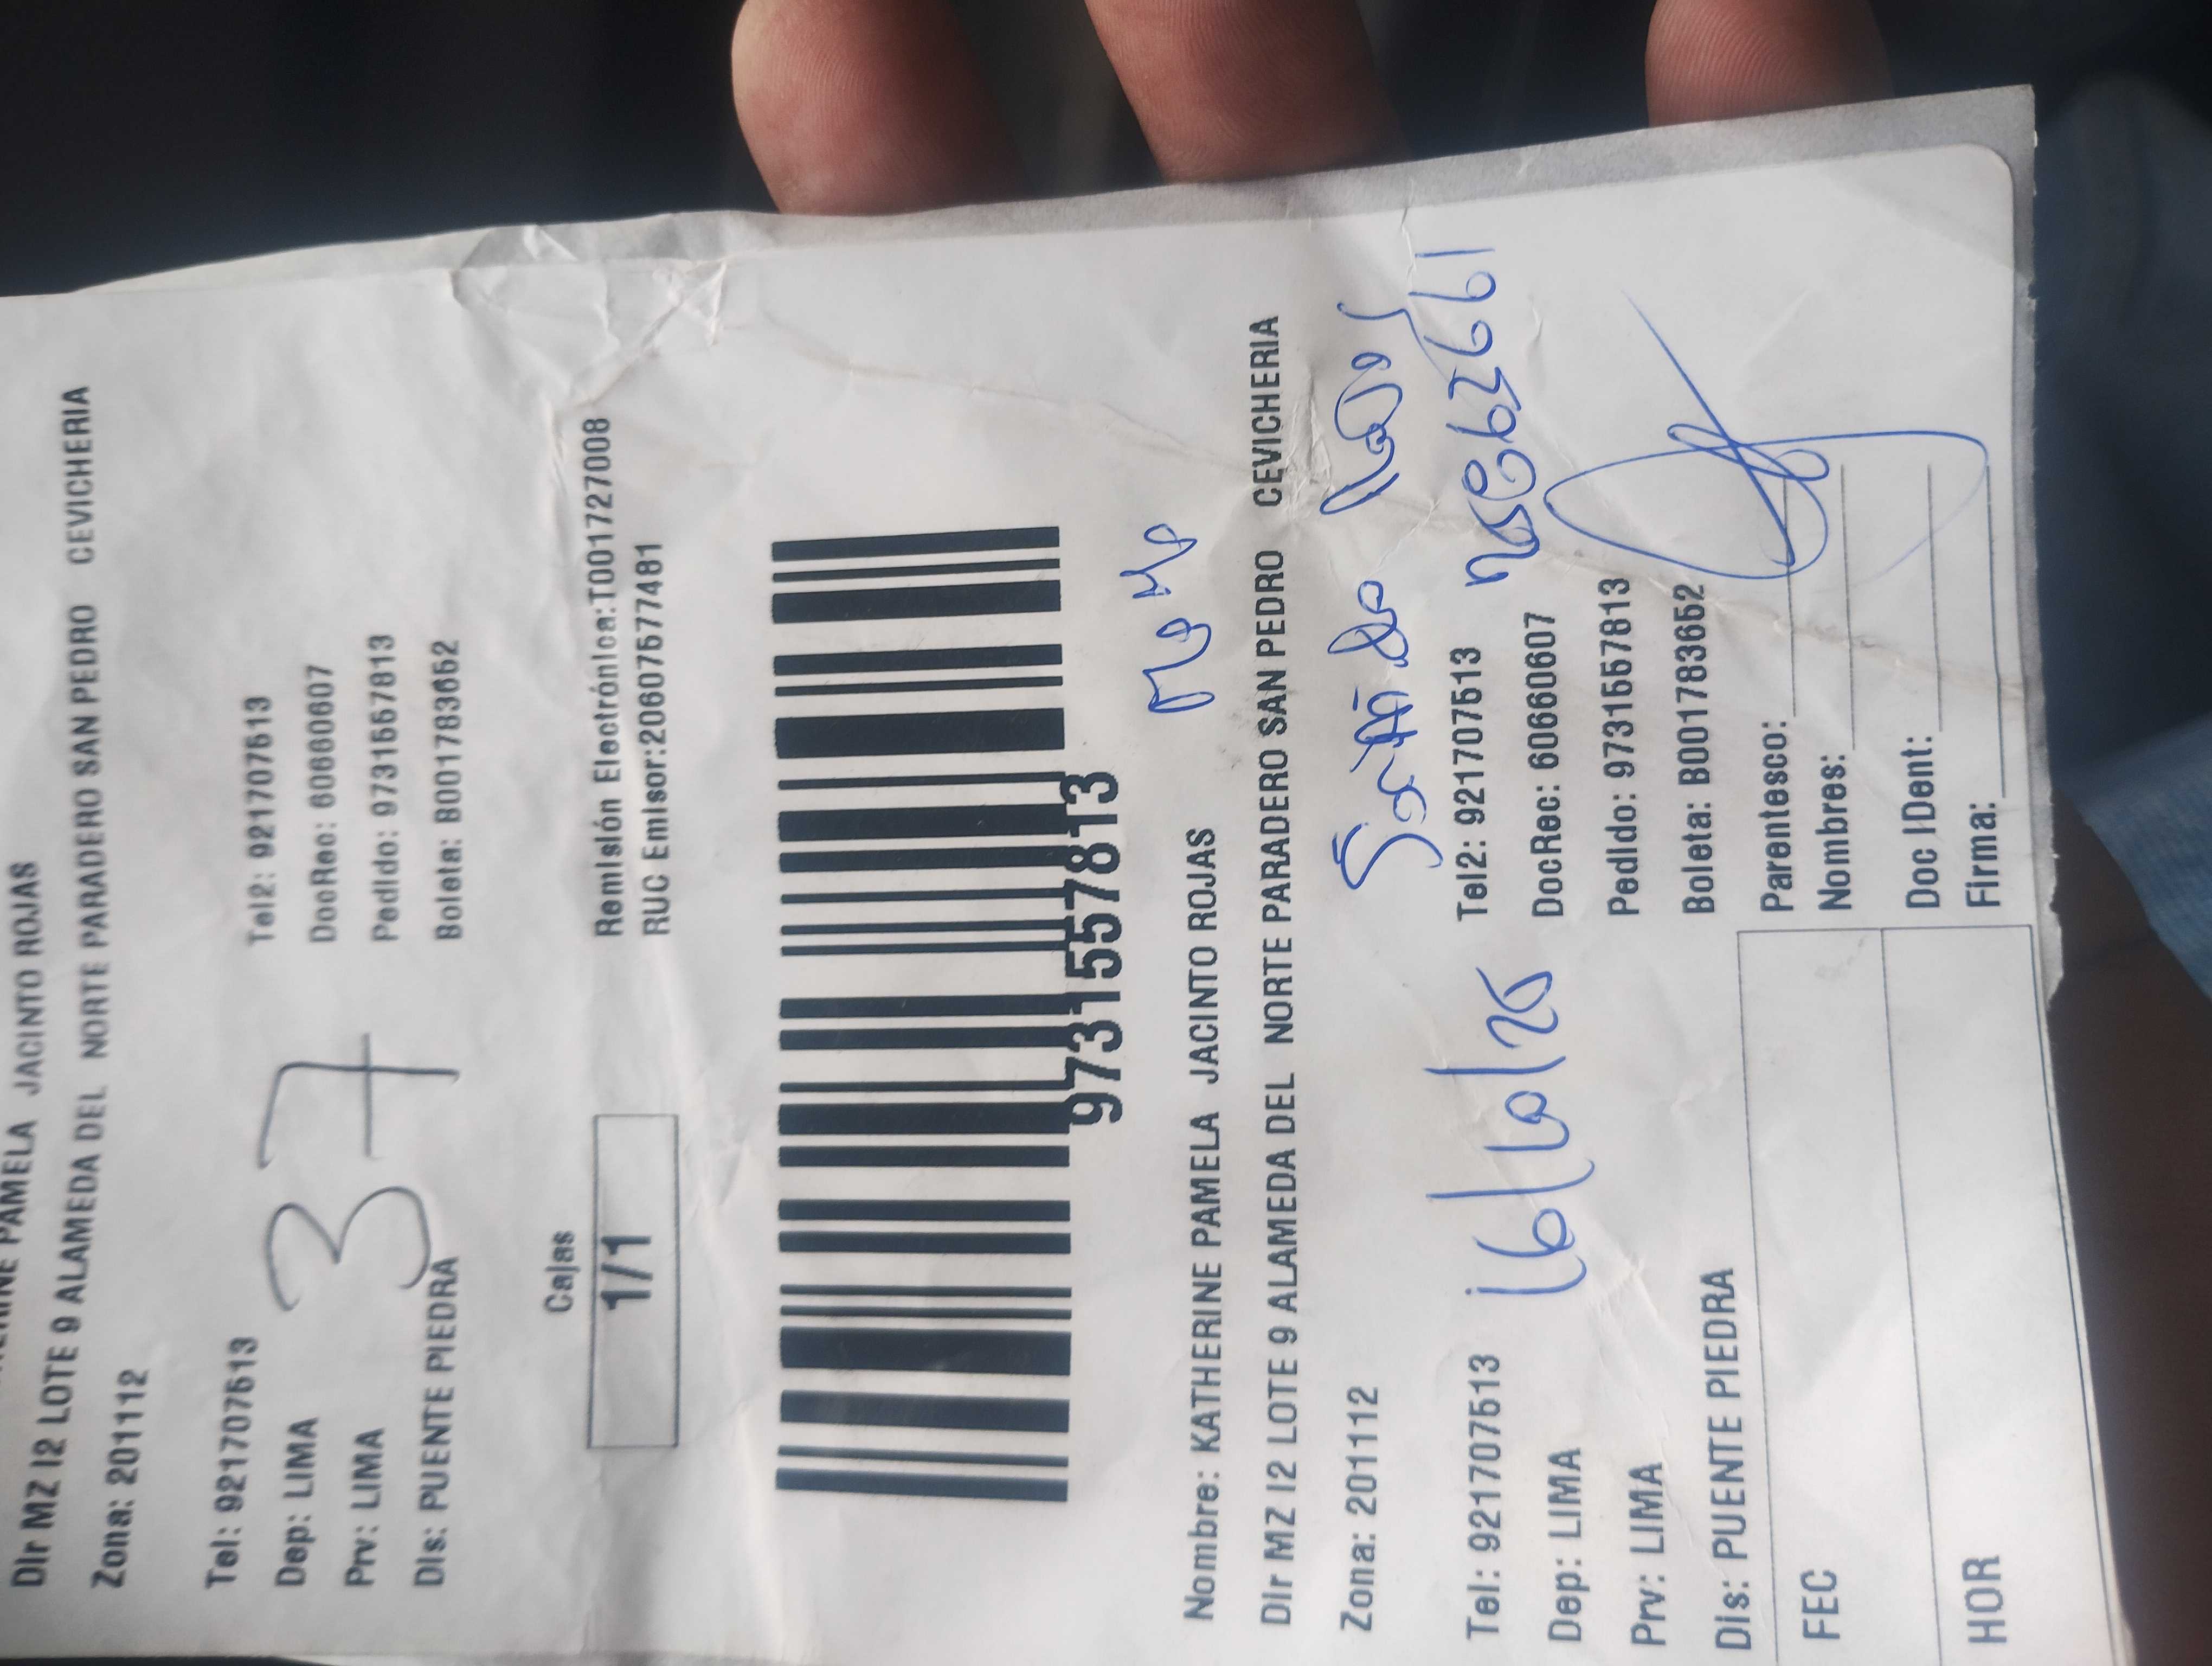 PAMELA JACINTO ROJAS
DIr MZ I2 LOTE 9 ALAMEDA DEL NORTE PARADERO SAN PEDRO CEVICHERIA
Zona: 201112
Tel: 921707513 Tel2: 921707513
Dep: LIMA 37 DocRec: 60660607
Prv: LIMA Pedido: 9731557813
DIs: PUENTE PIEDRA Boleta: B001783652
Cajas
1/1
Remisión Electrónica:T001727008
RUC Emisor:20607577481
9731557813
Nombre: KATHERINE PAMELA JACINTO ROJAS
DIr MZ I2 LOTE 9 ALAMEDA DEL NORTE PARADERO SAN PEDRO CEVICHERIA
Zona: 201112
Tel: 921707513 Tel2: 921707513
Dep: LIMA DocRec: 60660607
Prv: LIMA Pedido: 9731557813
DIs: PUENTE PIEDRA Boleta: B001783652
Parentesco:
FEC Nombres:
Doc IDent:
HOR Firma: